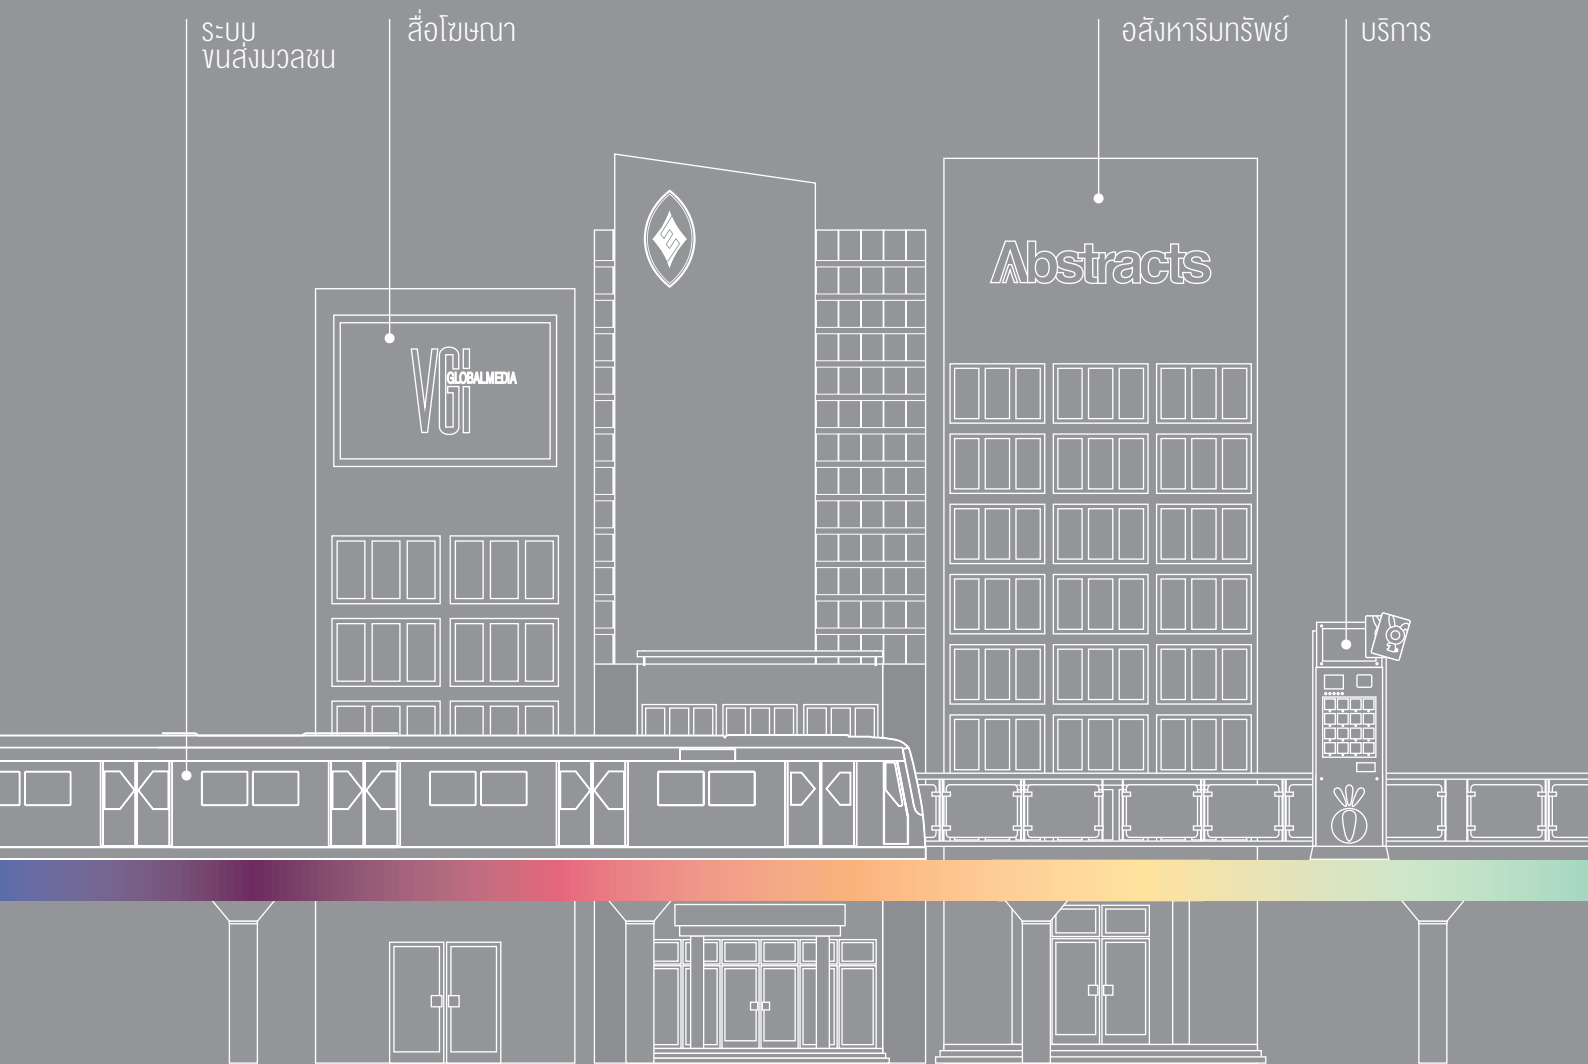 ระบบ
ขนส่งมวลชน
สื่อโฆษณา
อสังหาริมทรัพย์
บริการ
Abstracts
VGI
GLOBAL MEDIA